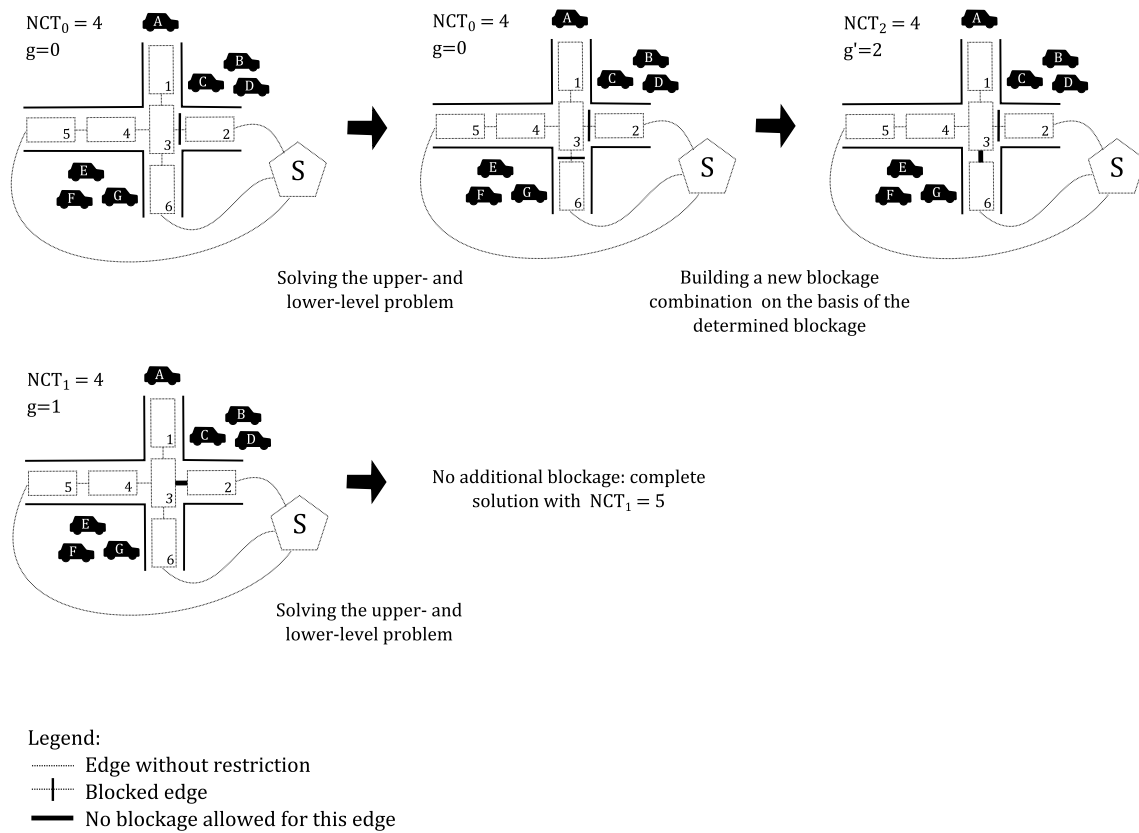 NCT₀ = 4
g=0
A
B
C
D
1
5
4
3
2
E
F
G
6
S
NCT₀ = 4
g=0
A
B
C
D
1
5
4
3
2
E
F
G
6
S
NCT₂ = 4
g'=2
A
B
C
D
1
5
4
3
2
E
F
G
6
S
Solving the upper- and
lower-level problem
Building a new blockage
combination on the basis of the
determined blockage
NCT₁ = 4
g=1
A
B
C
D
1
5
4
3
2
E
F
G
6
S
No additional blockage: complete
solution with NCT₁ = 5
Solving the upper- and
lower-level problem
Legend:
Edge without restriction
Blocked edge
No blockage allowed for this edge